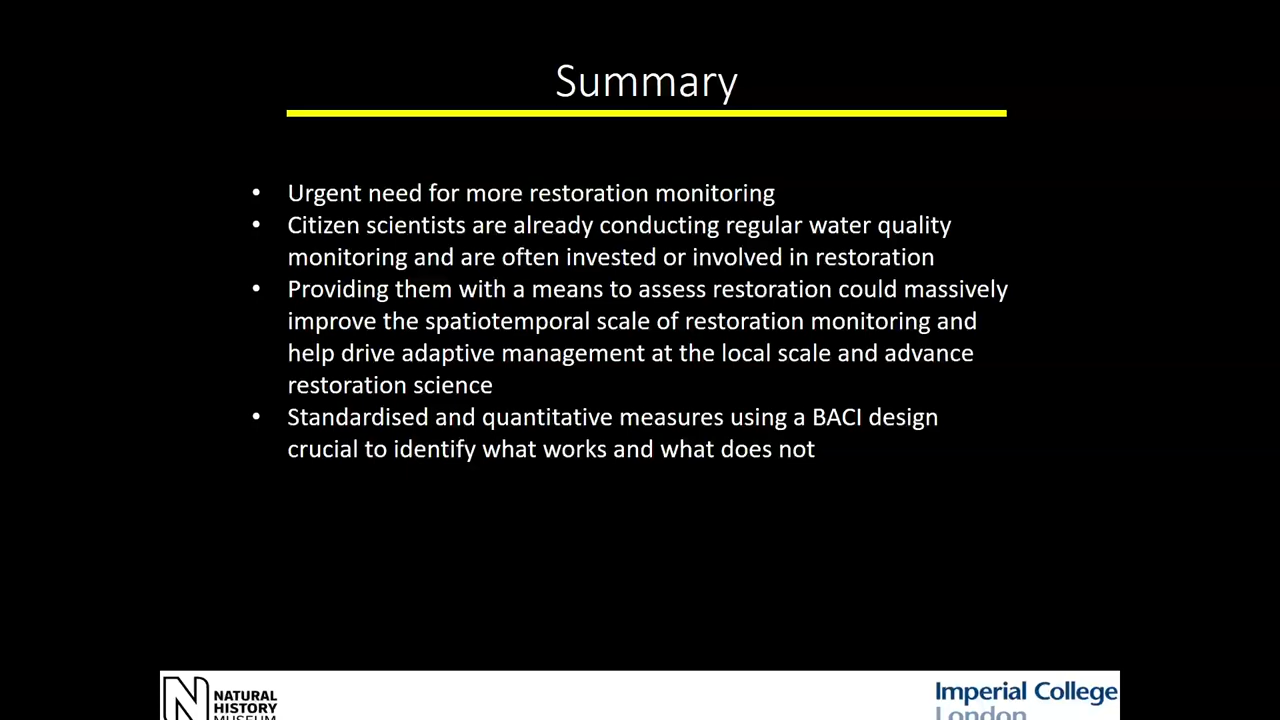 Summary
• Urgent need for more restoration monitoring
• Citizen scientists are already conducting regular water quality
monitoring and are often invested or involved in restoration
• Providing them with a means to assess restoration could massively
improve the spatiotemporal scale of restoration monitoring and
help drive adaptive management at the local scale and advance
restoration science
• Standardised and quantitative measures using a BACI design
crucial to identify what works and what does not
NATURAL
HISTORY
MUSEUM
Imperial College
London